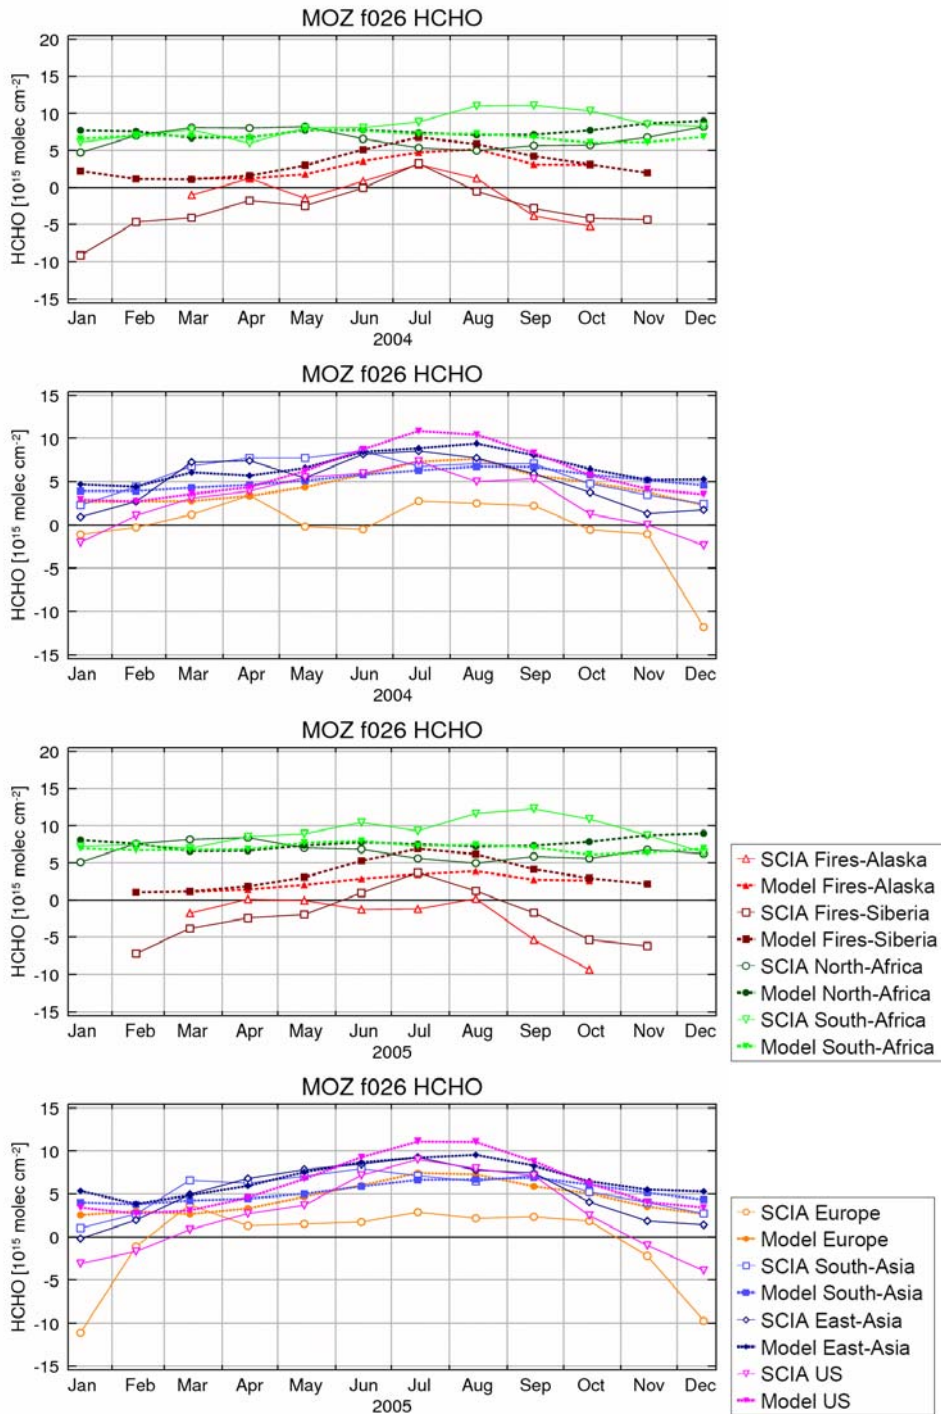 MOZ f026 HCHO
HCHO [10¹⁵ molec cm⁻²]
20
15
10
5
0
-5
-10
-15
Jan Feb Mar Apr May Jun Jul Aug Sep Oct Nov Dec
2004
MOZ f026 HCHO
HCHO [10¹⁵ molec cm⁻²]
15
10
5
0
-5
-10
-15
Jan Feb Mar Apr May Jun Jul Aug Sep Oct Nov Dec
2004
MOZ f026 HCHO
HCHO [10¹⁵ molec cm⁻²]
20
15
10
5
0
-5
-10
-15
Jan Feb Mar Apr May Jun Jul Aug Sep Oct Nov Dec
2005
SCIA Fires-Alaska
Model Fires-Alaska
SCIA Fires-Siberia
Model Fires-Siberia
SCIA North-Africa
Model North-Africa
SCIA South-Africa
Model South-Africa
MOZ f026 HCHO
HCHO [10¹⁵ molec cm⁻²]
15
10
5
0
-5
-10
-15
Jan Feb Mar Apr May Jun Jul Aug Sep Oct Nov Dec
2005
SCIA Europe
Model Europe
SCIA South-Asia
Model South-Asia
SCIA East-Asia
Model East-Asia
SCIA US
Model US